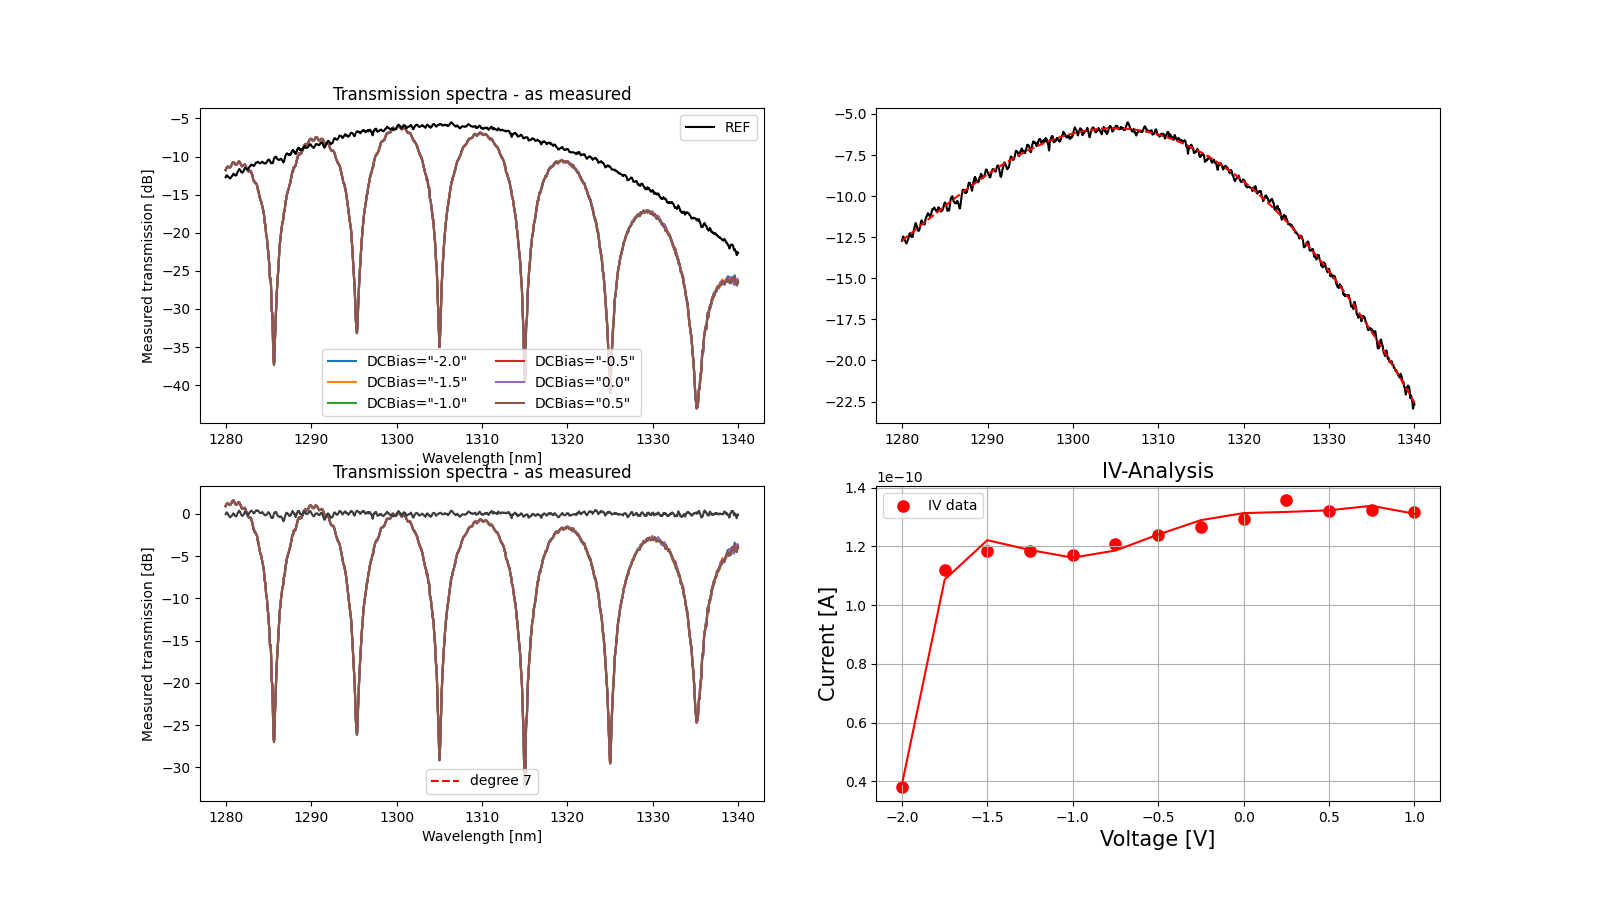 Transmission spectra - as measured
Measured transmission [dB]
−5
−10
−15
−20
−25
−30
−35
−40
REF
DCBias="-2.0" DCBias="-0.5"
DCBias="-1.5" DCBias="0.0"
DCBias="-1.0" DCBias="0.5"
1280 1290 1300 1310 1320 1330 1340
Wavelength [nm]
−5.0
−7.5
−10.0
−12.5
−15.0
−17.5
−20.0
−22.5
1280 1290 1300 1310 1320 1330 1340
Transmission spectra - as measured
Measured transmission [dB]
0
−5
−10
−15
−20
−25
−30
degree 7
1280 1290 1300 1310 1320 1330 1340
Wavelength [nm]
IV-Analysis
1e−10
Current [A]
1.4
1.2
1.0
0.8
0.6
0.4
IV data
−2.0 −1.5 −1.0 −0.5 0.0 0.5 1.0
Voltage [V]